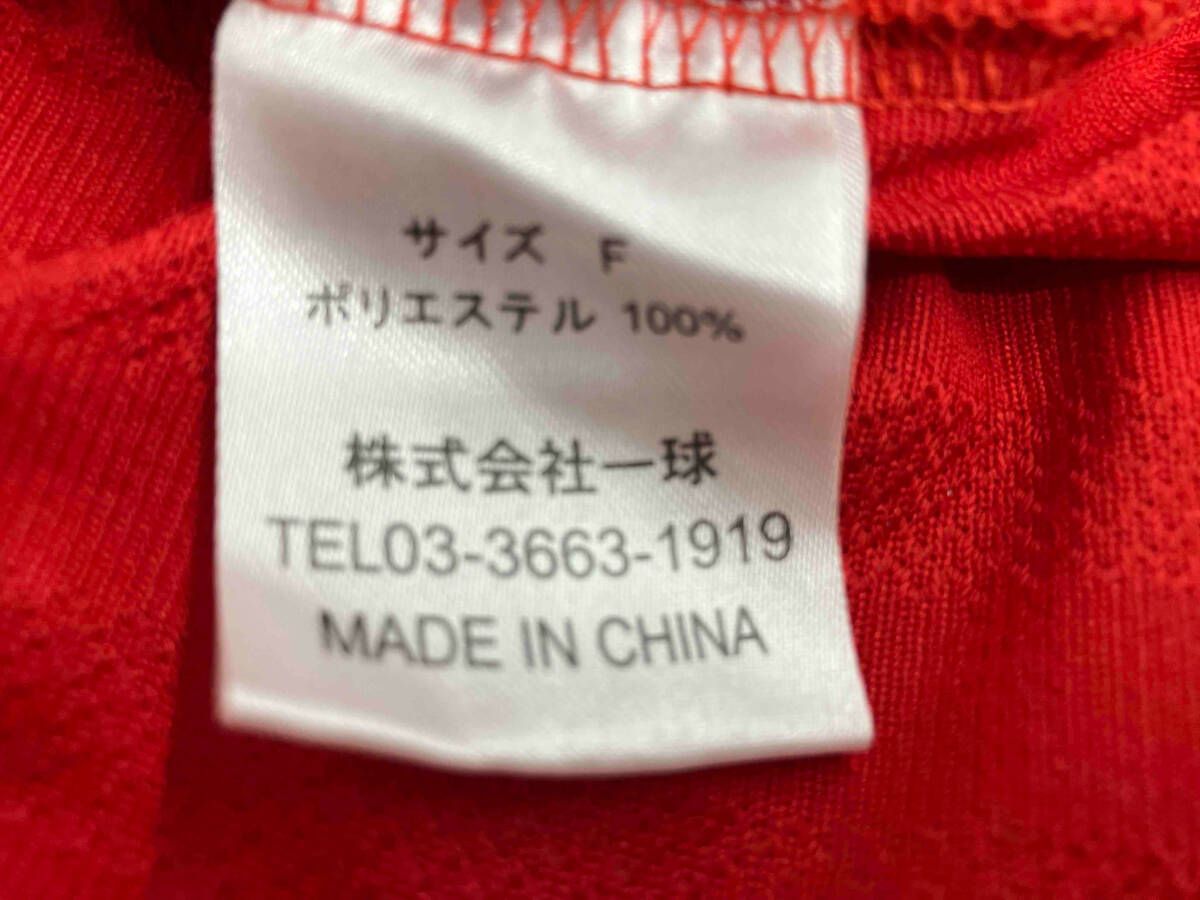 サイズ F
ポリエステル 100%
株式会社一球
TEL03-3663-1919
MADE IN CHINA